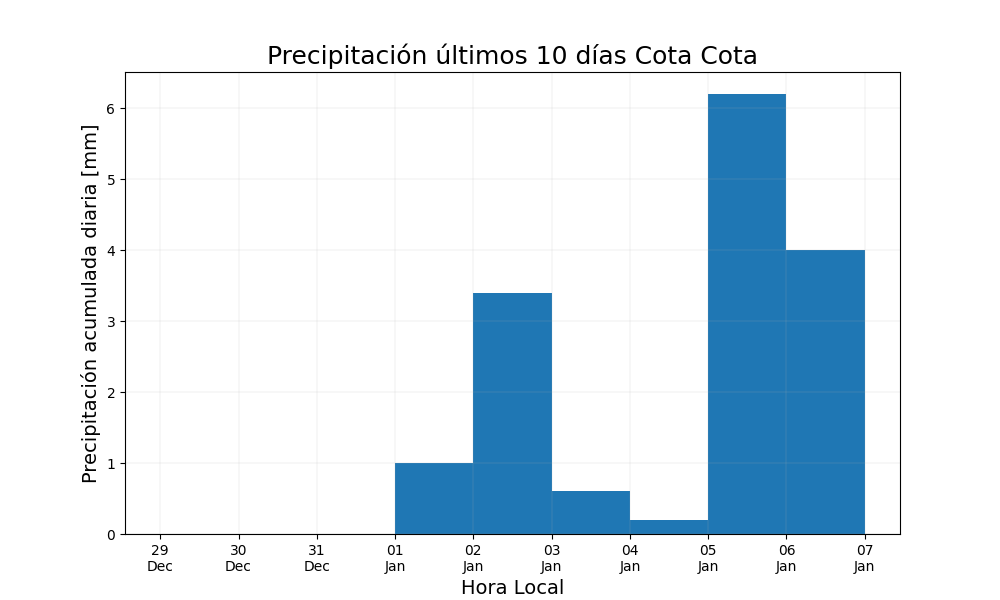 Precipitación últimos 10 días Cota Cota
Precipitación acumulada diaria [mm]
6
5
4
3
2
1
0
29 30 31 01 02 03 04 05 06 07
Dec Dec Dec Jan Jan Jan Jan Jan Jan Jan
Hora Local